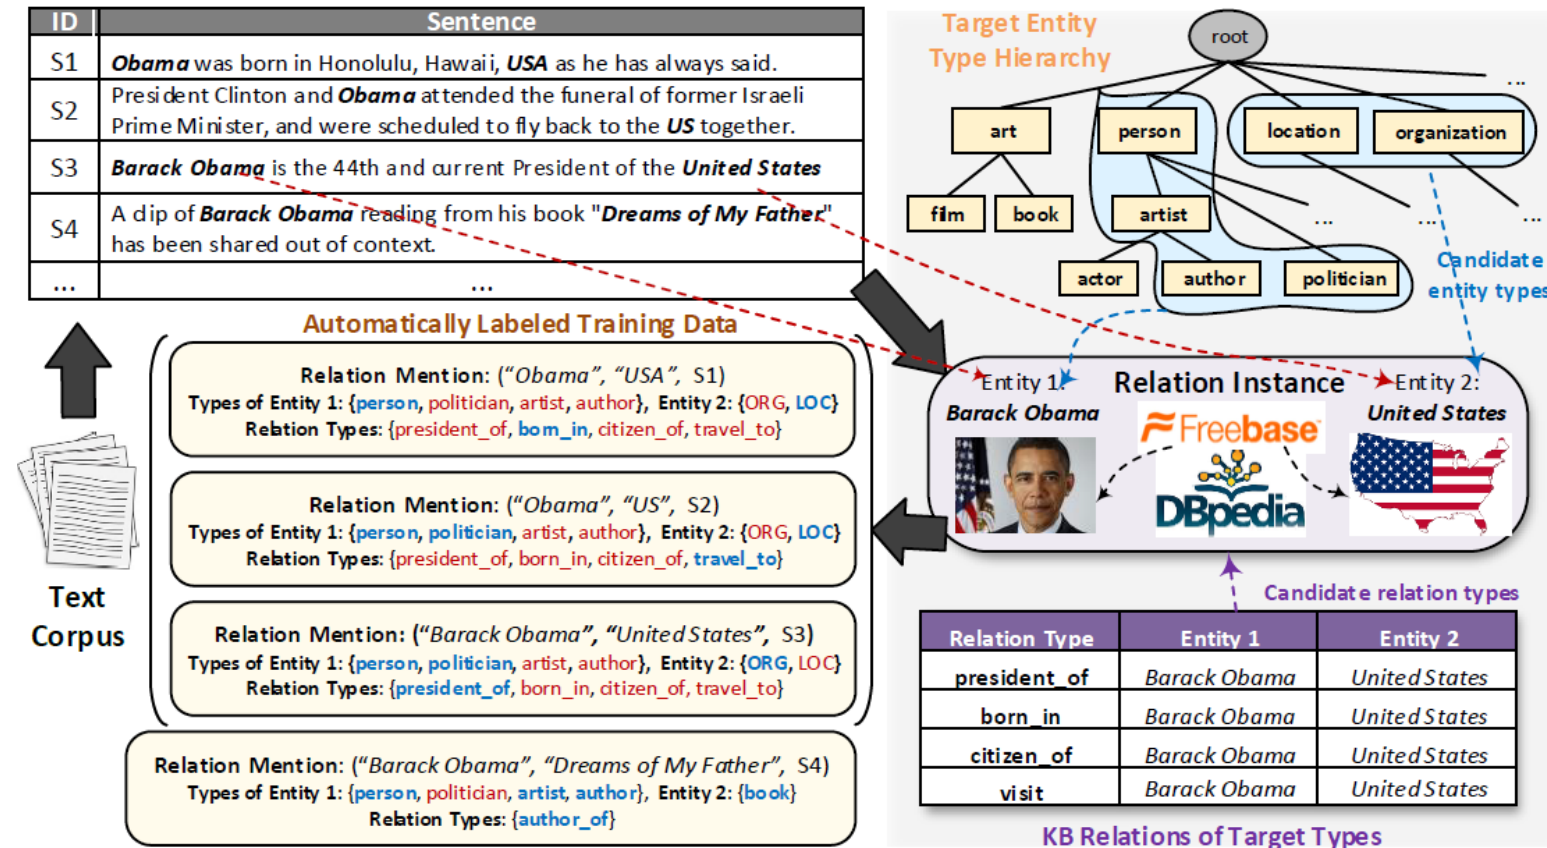 ID Sentence
S1 Obama was born in Honolulu, Hawaii, USA as he has always said.
S2 President Clinton and Obama attended the funeral of former Israeli
Prime Minister, and were scheduled to fly back to the US together.
S3 Barack Obama is the 44th and current President of the United States
S4 A clip of Barack Obama reading from his book "Dreams of My Father"
has been shared out of context.
... ...
Target Entity
Type Hierarchy
root
...
art person location organization
film book artist ... ... ...
actor author politician
Candidate
entity types
Automatically Labeled Training Data
Relation Mention: (“Obama”, “USA”, S1)
Types of Entity 1: {person, politician, artist, author}, Entity 2: {ORG, LOC}
Relation Types: {president_of, born_in, citizen_of, travel_to}
Relation Mention: (“Obama”, “US”, S2)
Types of Entity 1: {person, politician, artist, author}, Entity 2: {ORG, LOC}
Relation Types: {president_of, born_in, citizen_of, travel_to}
Relation Mention: (“Barack Obama”, “United States”, S3)
Types of Entity 1: {person, politician, artist, author}, Entity 2: {ORG, LOC}
Relation Types: {president_of, born_in, citizen_of, travel_to}
Relation Mention: (“Barack Obama”, “Dreams of My Father”, S4)
Types of Entity 1: {person, politician, artist, author}, Entity 2: {book}
Relation Types: {author_of}
Text
Corpus
Entity 1: Relation Instance Entity 2:
Barack Obama United States
Freebase
DBpedia
Candidate relation types
Relation Type Entity 1 Entity 2
president_of Barack Obama United States
born_in Barack Obama United States
citizen_of Barack Obama United States
visit Barack Obama United States
KB Relations of Target Types